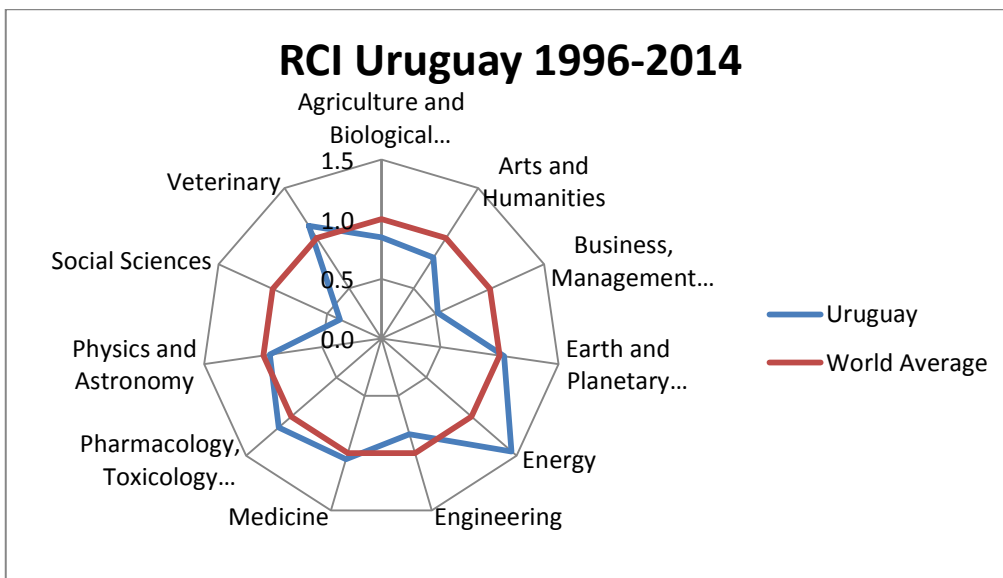 RCI Uruguay 1996-2014
Agriculture and
Biological...
Arts and
Humanities
Business,
Management...
Earth and
Planetary...
Energy
Engineering
Medicine
Pharmacology,
Toxicology...
Physics and
Astronomy
Social Sciences
Veterinary
1.5
1.0
0.5
0.0
Uruguay
World Average